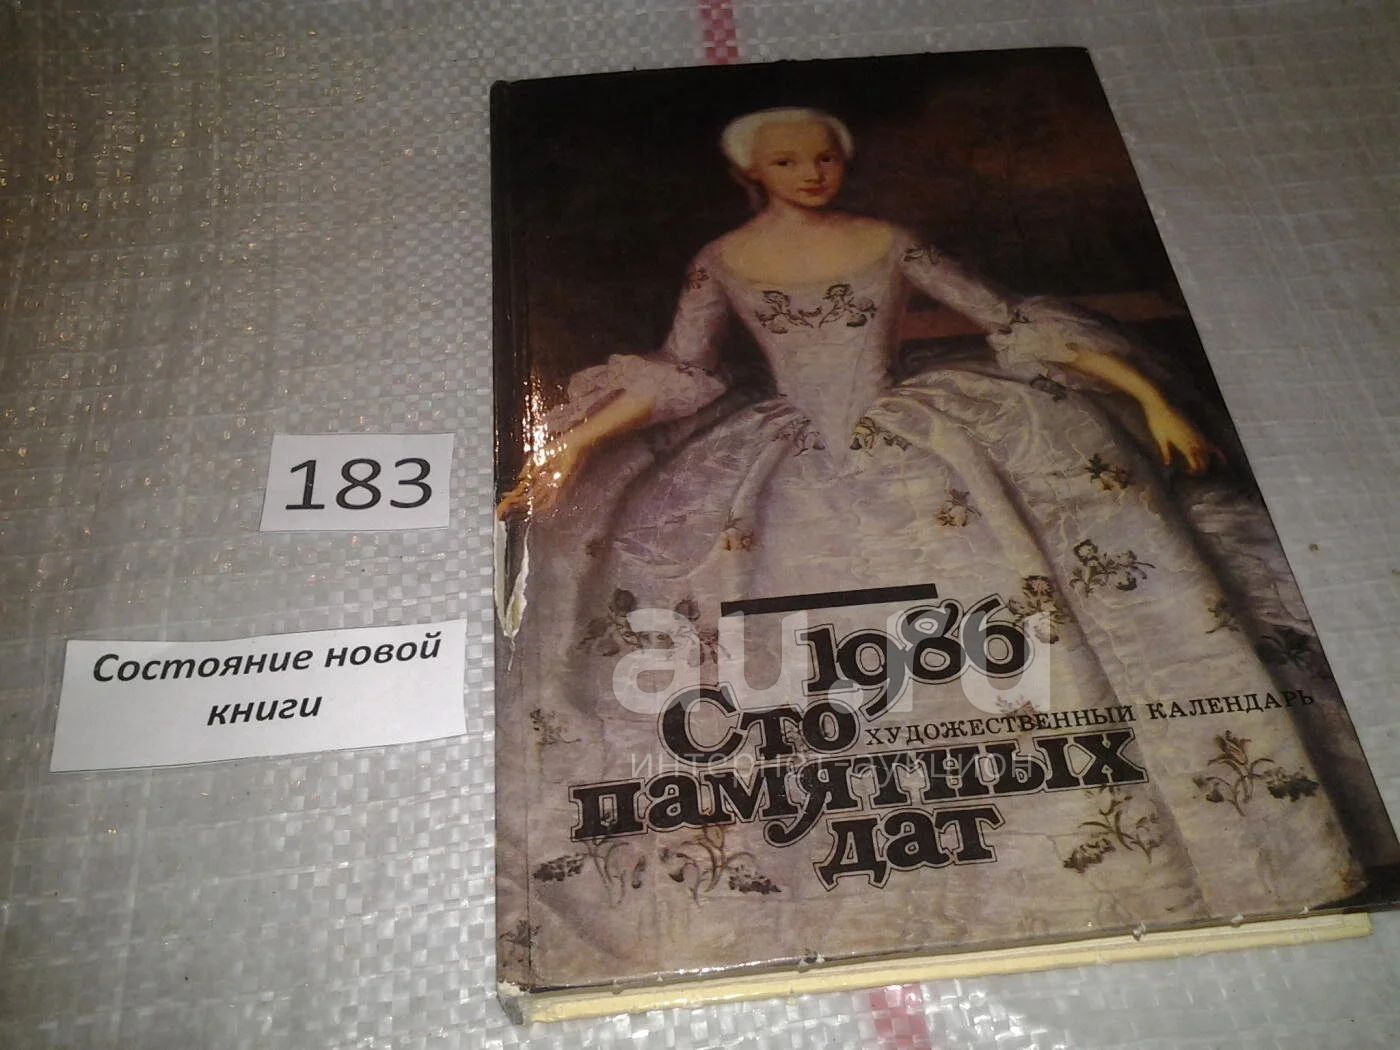 183
Состояние новой
книги
1986
Сто
ХУДОЖЕСТВЕННЫЙ КАЛЕНДАРЬ
памятных
дат
au.ru
интернет-аукцион